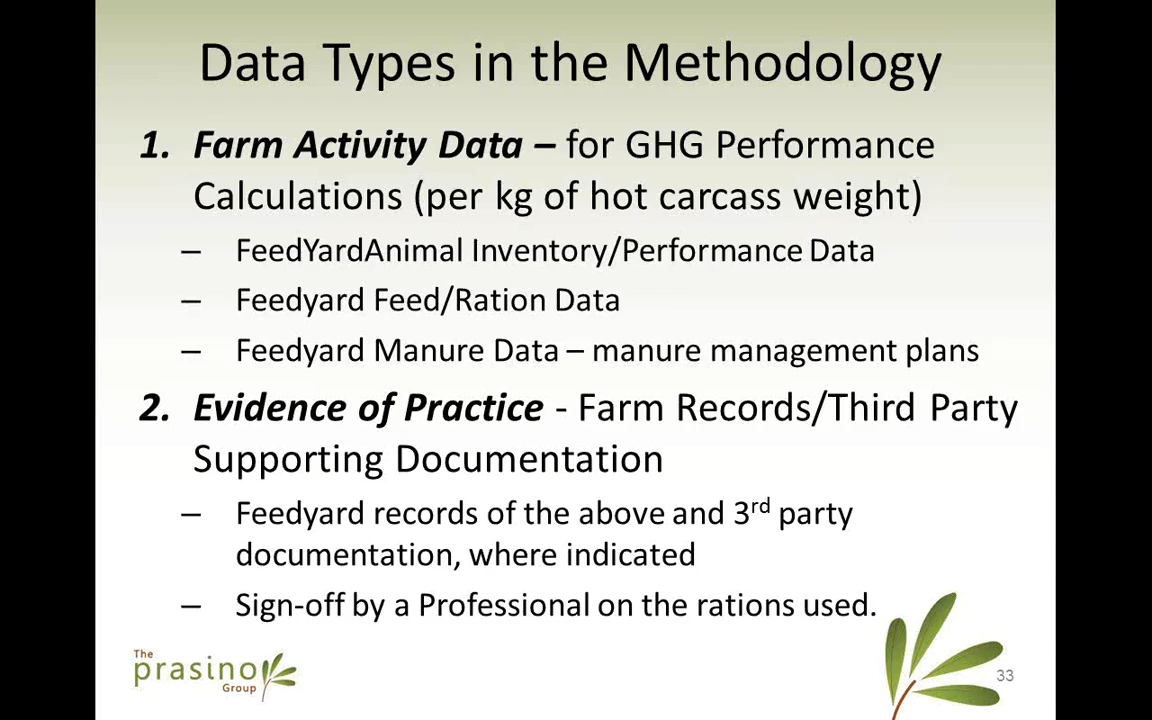 Data Types in the Methodology
1. Farm Activity Data – for GHG Performance
Calculations (per kg of hot carcass weight)
– FeedYardAnimal Inventory/Performance Data
– Feedyard Feed/Ration Data
– Feedyard Manure Data – manure management plans
2. Evidence of Practice - Farm Records/Third Party
Supporting Documentation
– Feedyard records of the above and 3rd party
documentation, where indicated
– Sign-off by a Professional on the rations used.
The
prasino
Group
33